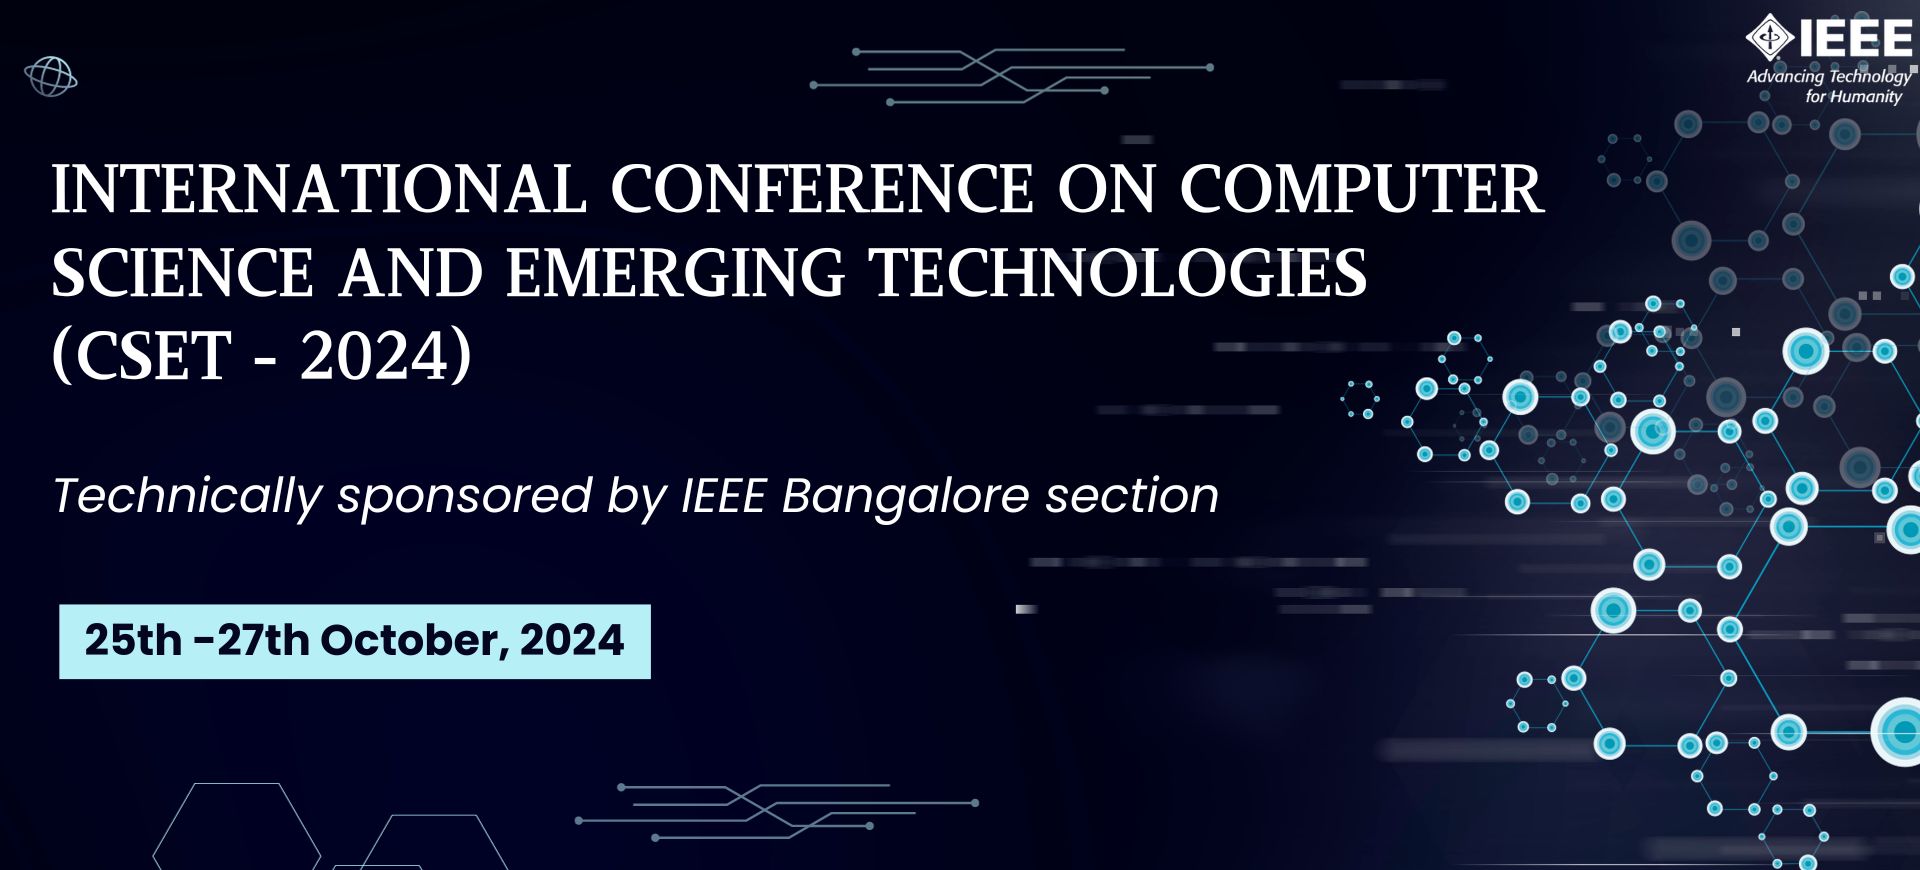 IEEE
Advancing Technology
for Humanity
INTERNATIONAL CONFERENCE ON COMPUTER
SCIENCE AND EMERGING TECHNOLOGIES
(CSET - 2024)
Technically sponsored by IEEE Bangalore section
25th -27th October, 2024